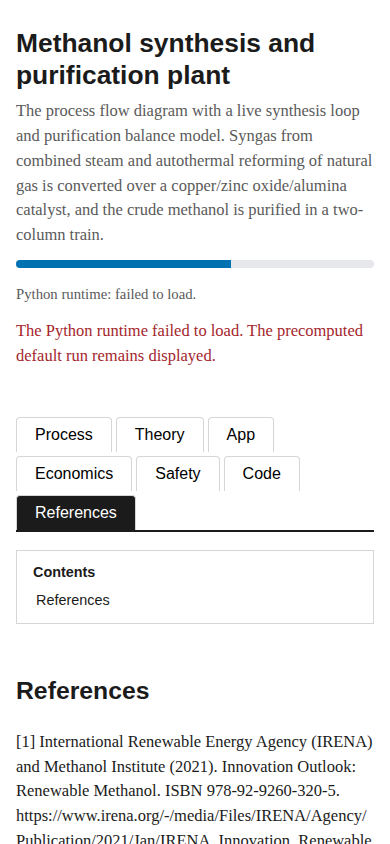 Methanol synthesis and
purification plant
The process flow diagram with a live synthesis loop
and purification balance model. Syngas from
combined steam and autothermal reforming of natural
gas is converted over a copper/zinc oxide/alumina
catalyst, and the crude methanol is purified in a two-
column train.
Python runtime: failed to load.
The Python runtime failed to load. The precomputed
default run remains displayed.
Process Theory App
Economics Safety Code
References
Contents
References
References
[1] International Renewable Energy Agency (IRENA)
and Methanol Institute (2021). Innovation Outlook:
Renewable Methanol. ISBN 978-92-9260-320-5.
https://www.irena.org/-/media/Files/IRENA/Agency/
Publication/2021/Jan/IRENA_Innovation_Renewable